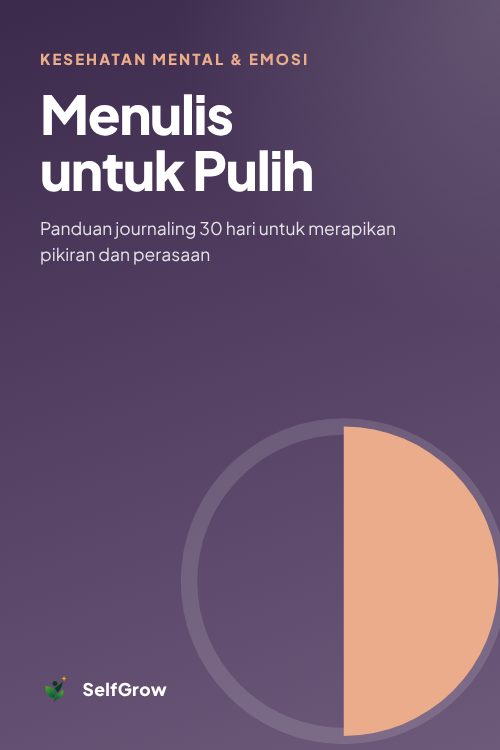 KESEHATAN MENTAL & EMOSI
Menulis
untuk Pulih
Panduan journaling 30 hari untuk merapikan
pikiran dan perasaan
SelfGrow